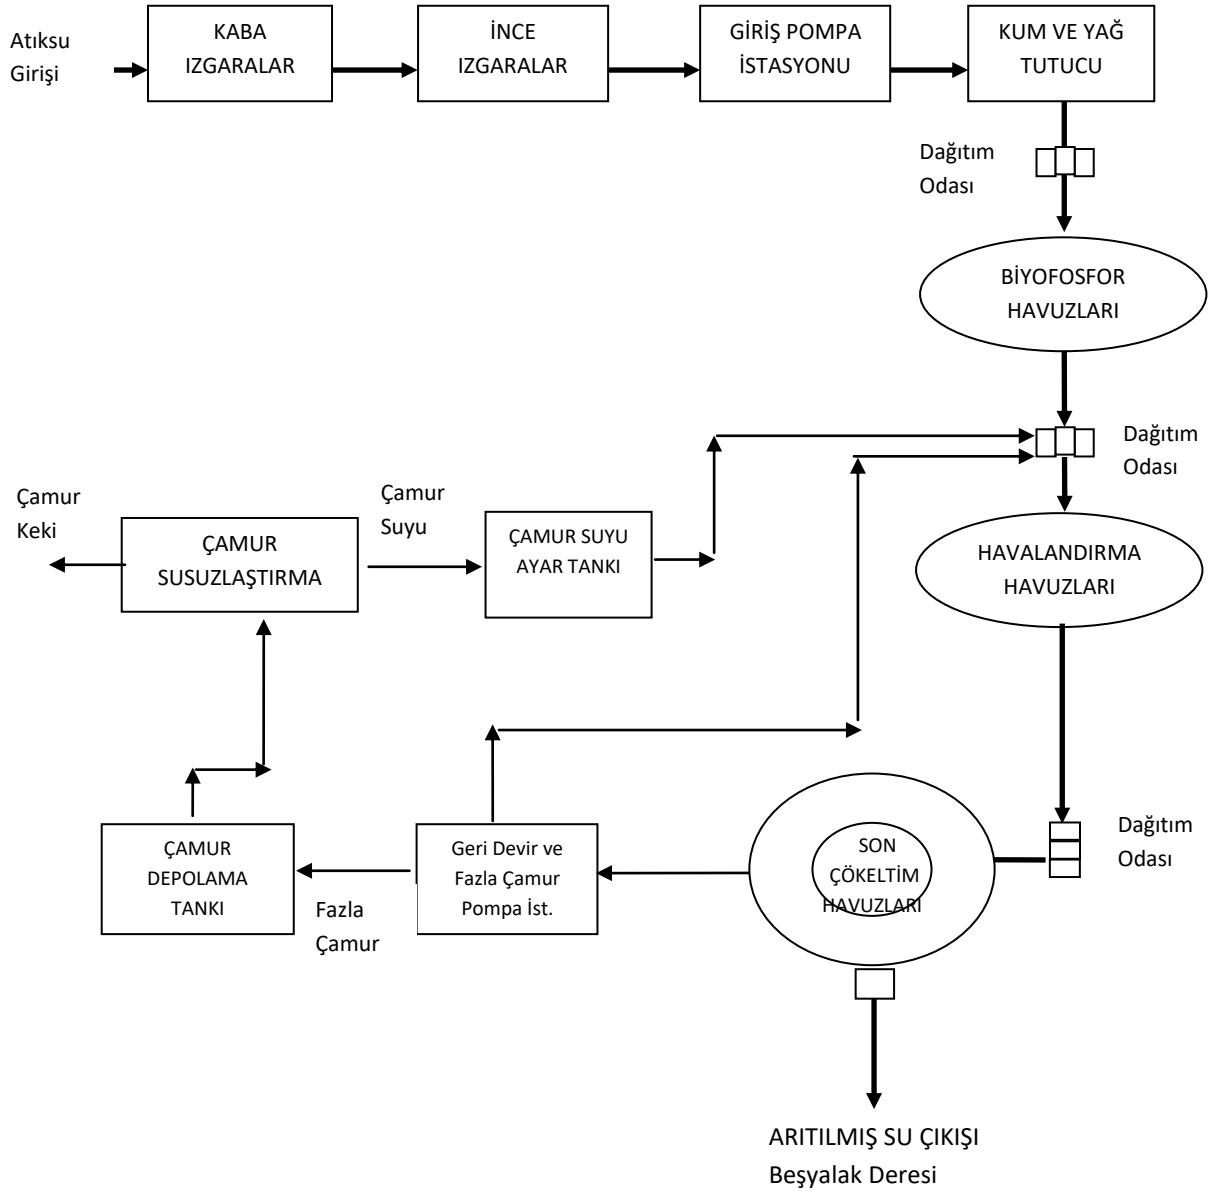 Atıksu
Girişi
KABA
IZGARALAR
İNCE
IZGARALAR
GİRİŞ POMPA
İSTASYONU
KUM VE YAĞ
TUTUCU
Dağıtım
Odası
BİYOFOSFOR
HAVUZLARI
Dağıtım
Odası
Çamur
Keki
ÇAMUR
SUSUZLAŞTIRMA
Çamur
Suyu
ÇAMUR SUYU
AYAR TANKI
HAVALANDIRMA
HAVUZLARI
ÇAMUR
DEPOLAMA
TANKI
Fazla
Çamur
Geri Devir ve
Fazla Çamur
Pompa İst.
SON
ÇÖKELTİM
HAVUZLARI
Dağıtım
Odası
ARITILMIŞ SU ÇIKIŞI
Beşyalak Deresi